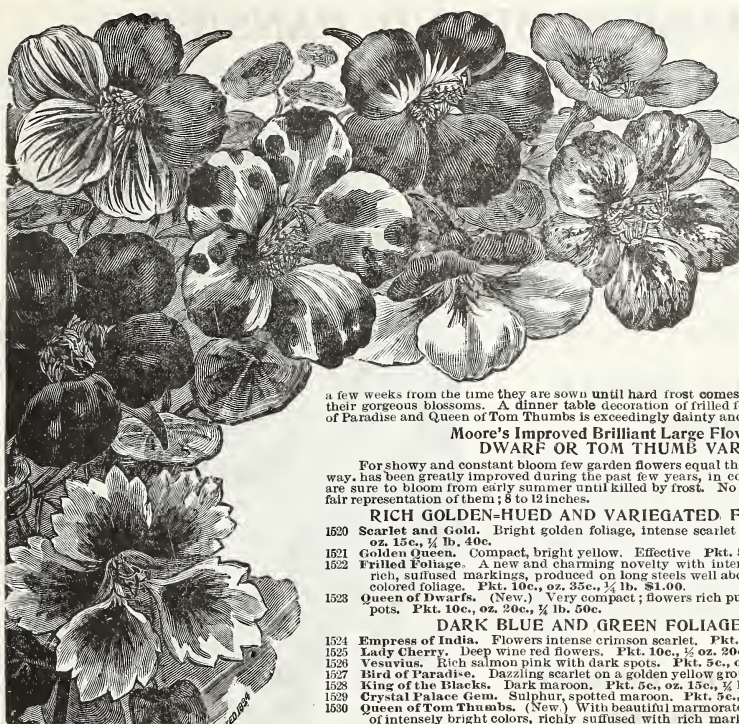 a few weeks from the time they are sown until hard frost comes
their gorgeous blossoms. A dinner table decoration of frilled f
of Paradise and Queen of Tom Thumbs is exceedingly dainty and
Moore's Improved Brilliant Large Flow
DWARF OR TOM THUMB VAR
For showy and constant bloom few garden flowers equal th
way. has been greatly improved during the past few years, in co
are sure to bloom from early summer until killed by frost. No
fair representation of them; 8 to 12 inches.
RICH GOLDEN=HUED AND VARIEGATED F
1520 Scarlet and Gold. Bright golden foliage, intense scarlet
oz. 15c., ¼ lb. 40c.
1521 Golden Queen. Compact, bright yellow. Effective Pkt. 5
1522 Frilled Foliage. A new and charming novelty with inten
rich, suffused markings, produced on long steels well abo
colored foliage. Pkt. 10c., oz. 35c., ¼ lb. $1.00.
1523 Queen of Dwarfs. (New.) Very compact; flowers rich pu
pots. Pkt. 10c., oz. 20c., ¼ lb. 50c.
DARK BLUE AND GREEN FOLIAGE
1524 Empress of India. Flowers intense crimson scarlet. Pkt.
1525 Lady Cherry. Deep wine red flowers. Pkt. 10c., ½ oz. 20c
1526 Vesuvius. Rich salmon pink with dark spots. Pkt. 5c., o
1527 Bird of Paradise. Dazzling scarlet on a golden yellow gro
1528 King of the Blacks. Dark maroon. Pkt. 5c., oz. 15c., ¼ l
1529 Crystal Palace Gem. Sulphur, spotted maroon. Pkt. 5c.,
1530 Queen of Tom Thumbs. (New.) With beautiful marmorate
of intensely bright colors, richly suffused with rich mark